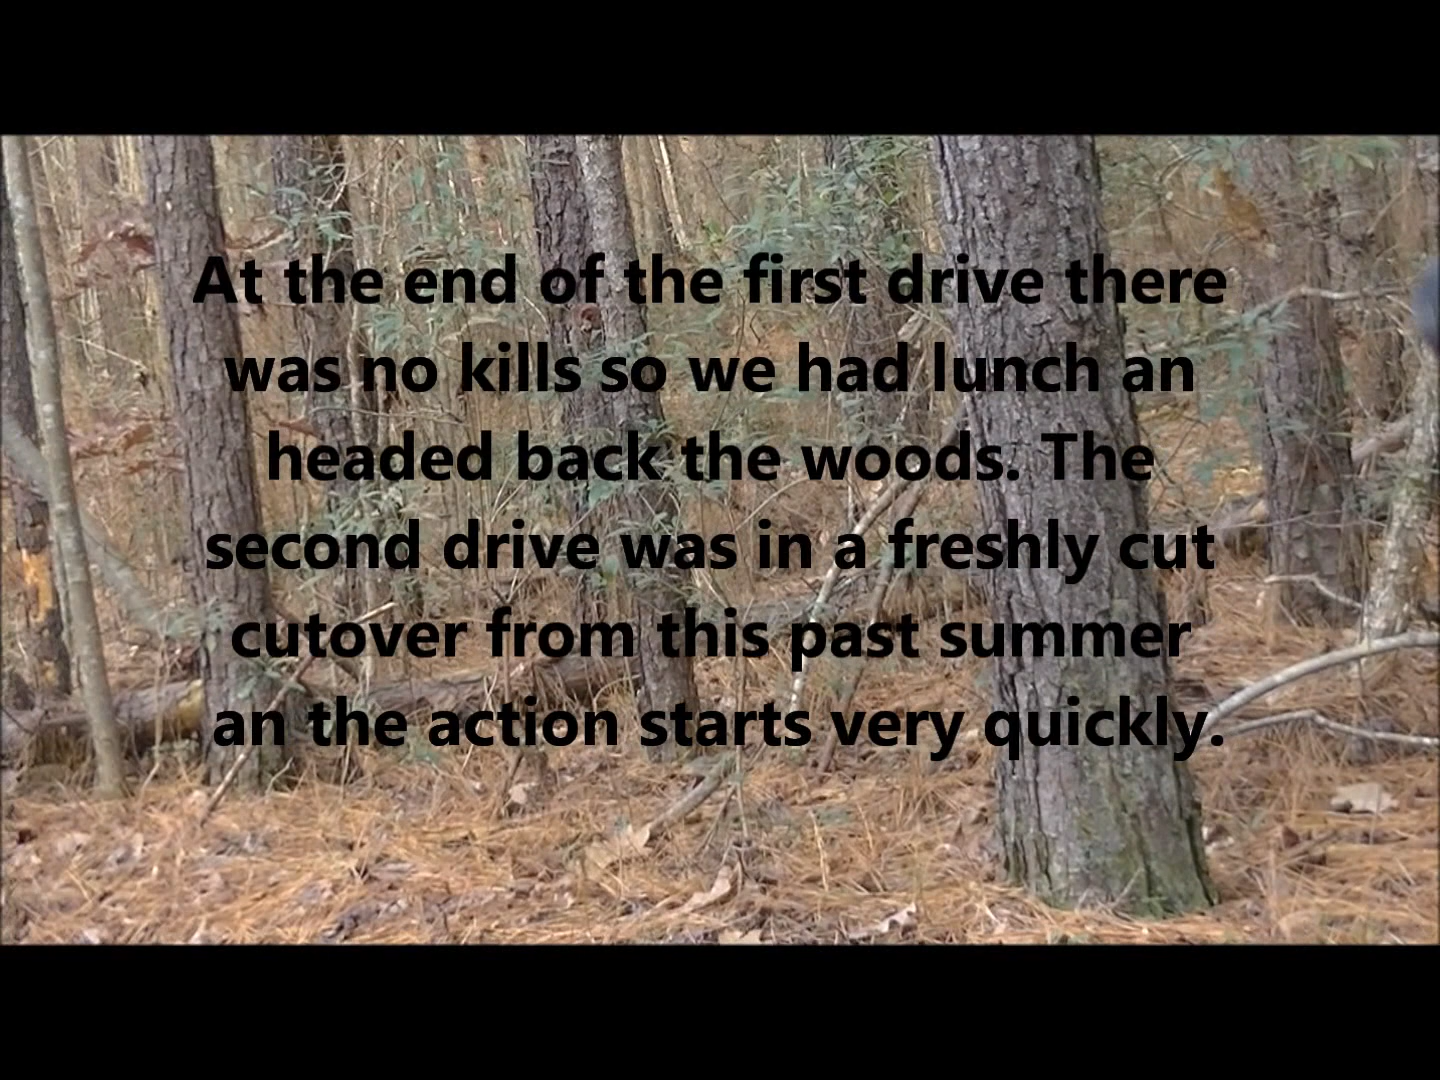 At the end of the first drive there
was no kills so we had lunch an
headed back the woods. The
second drive was in a freshly cut
cutover from this past summer
an the action starts very quickly.